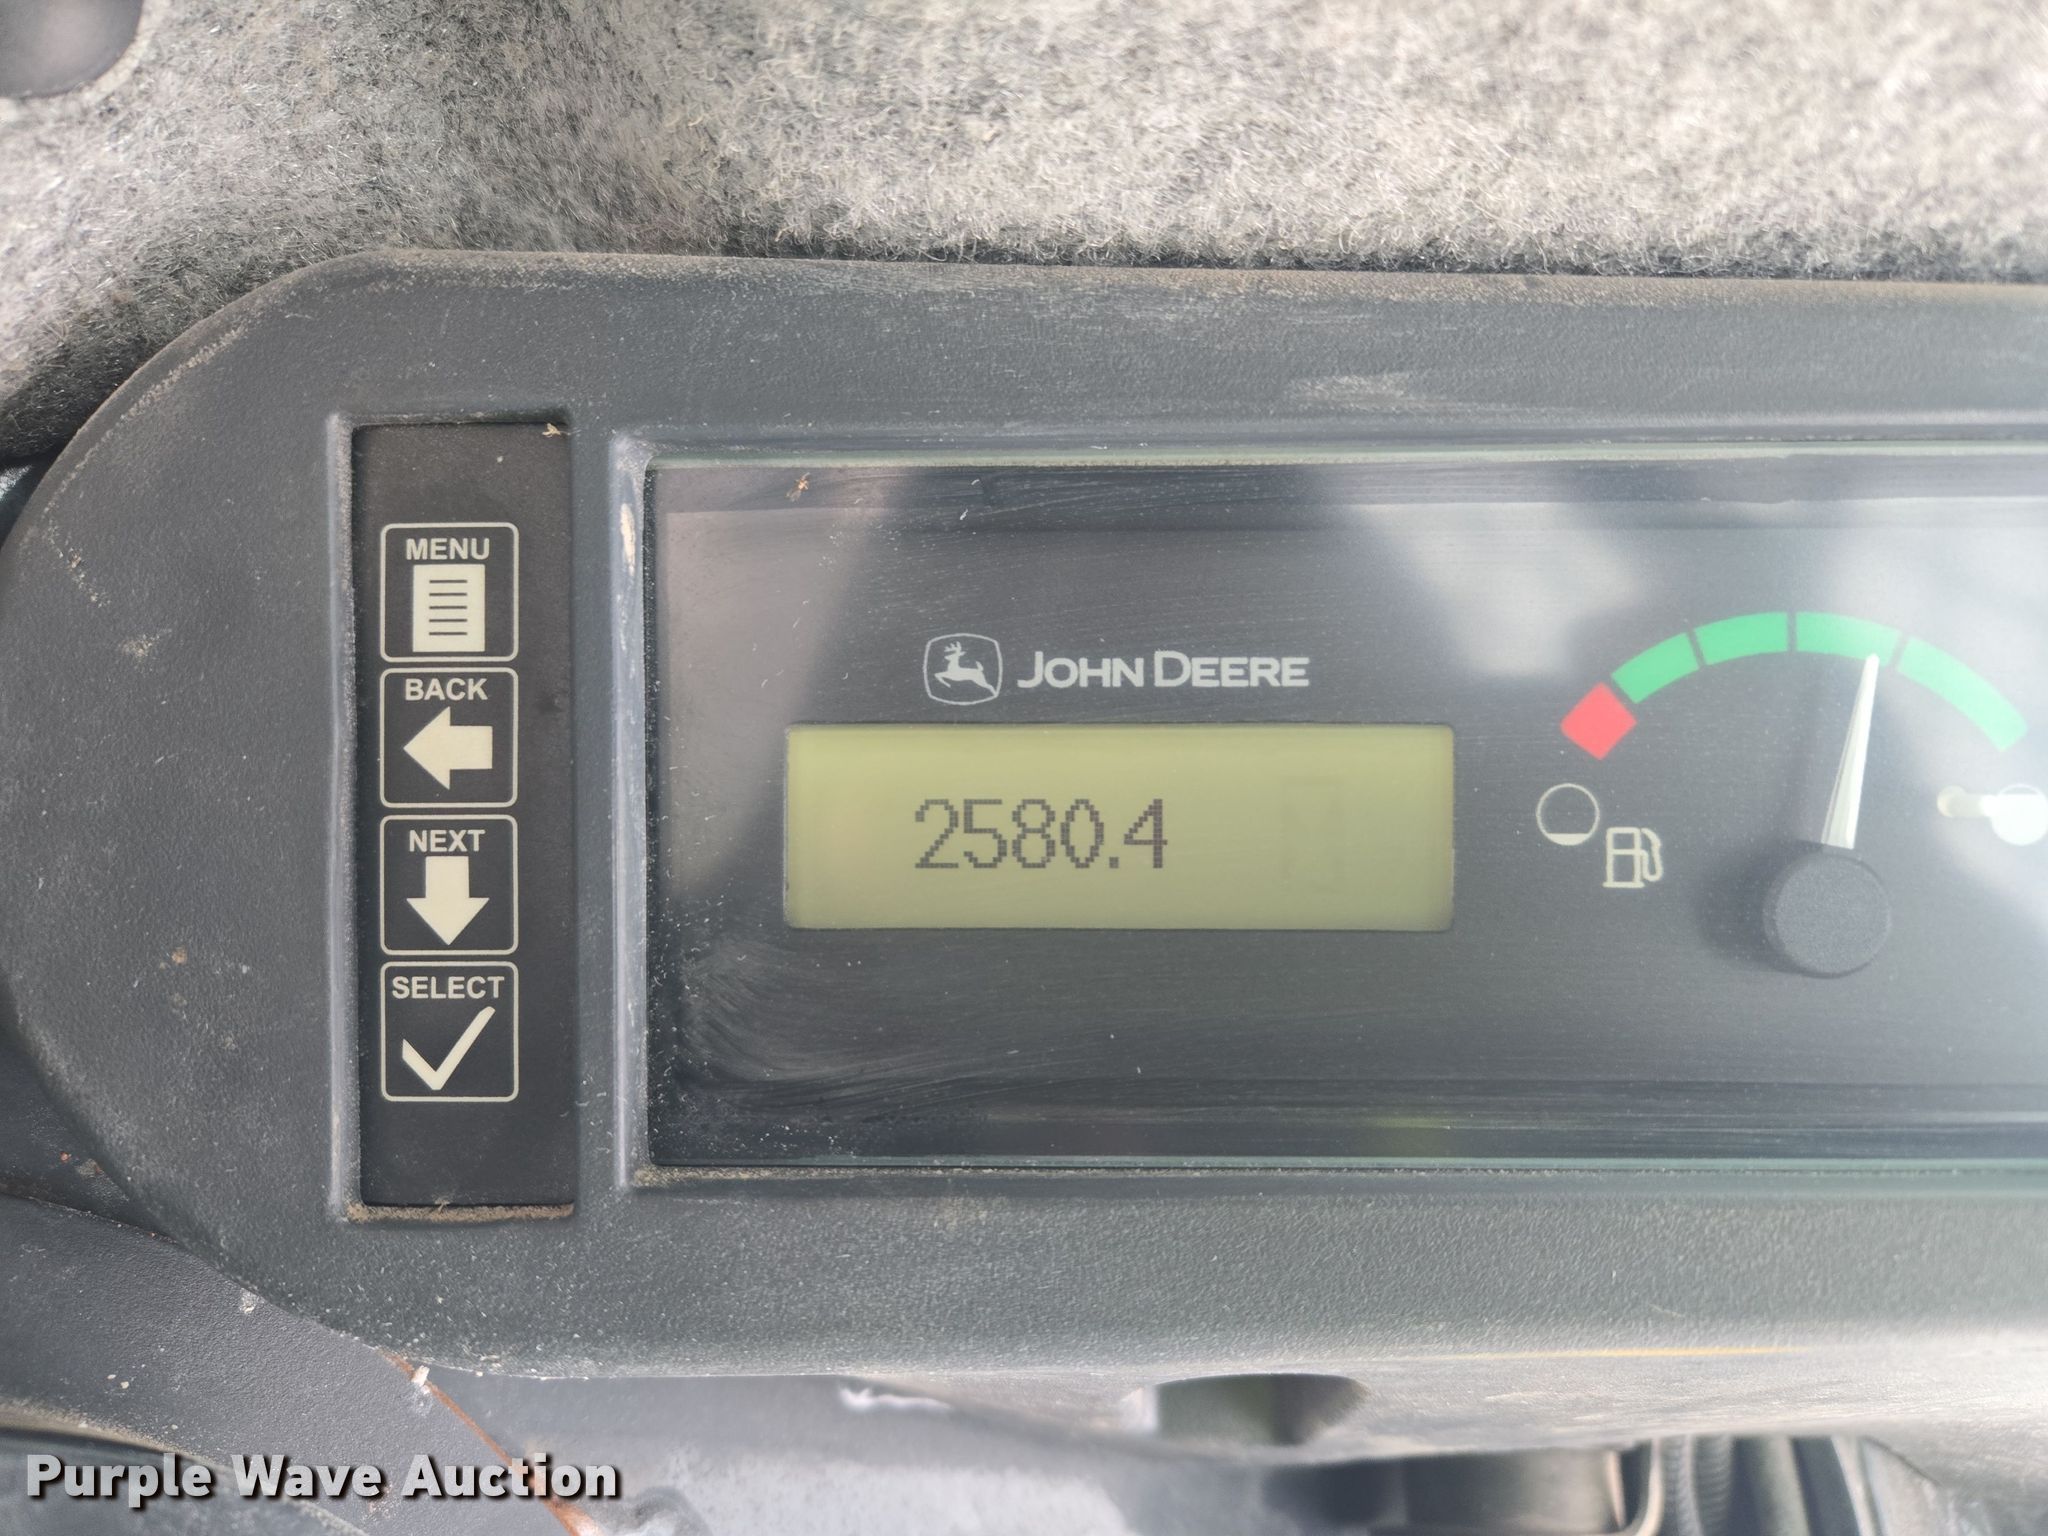 MENU
BACK
NEXT
SELECT
JOHN DEERE
2580.4
Purple Wave Auction